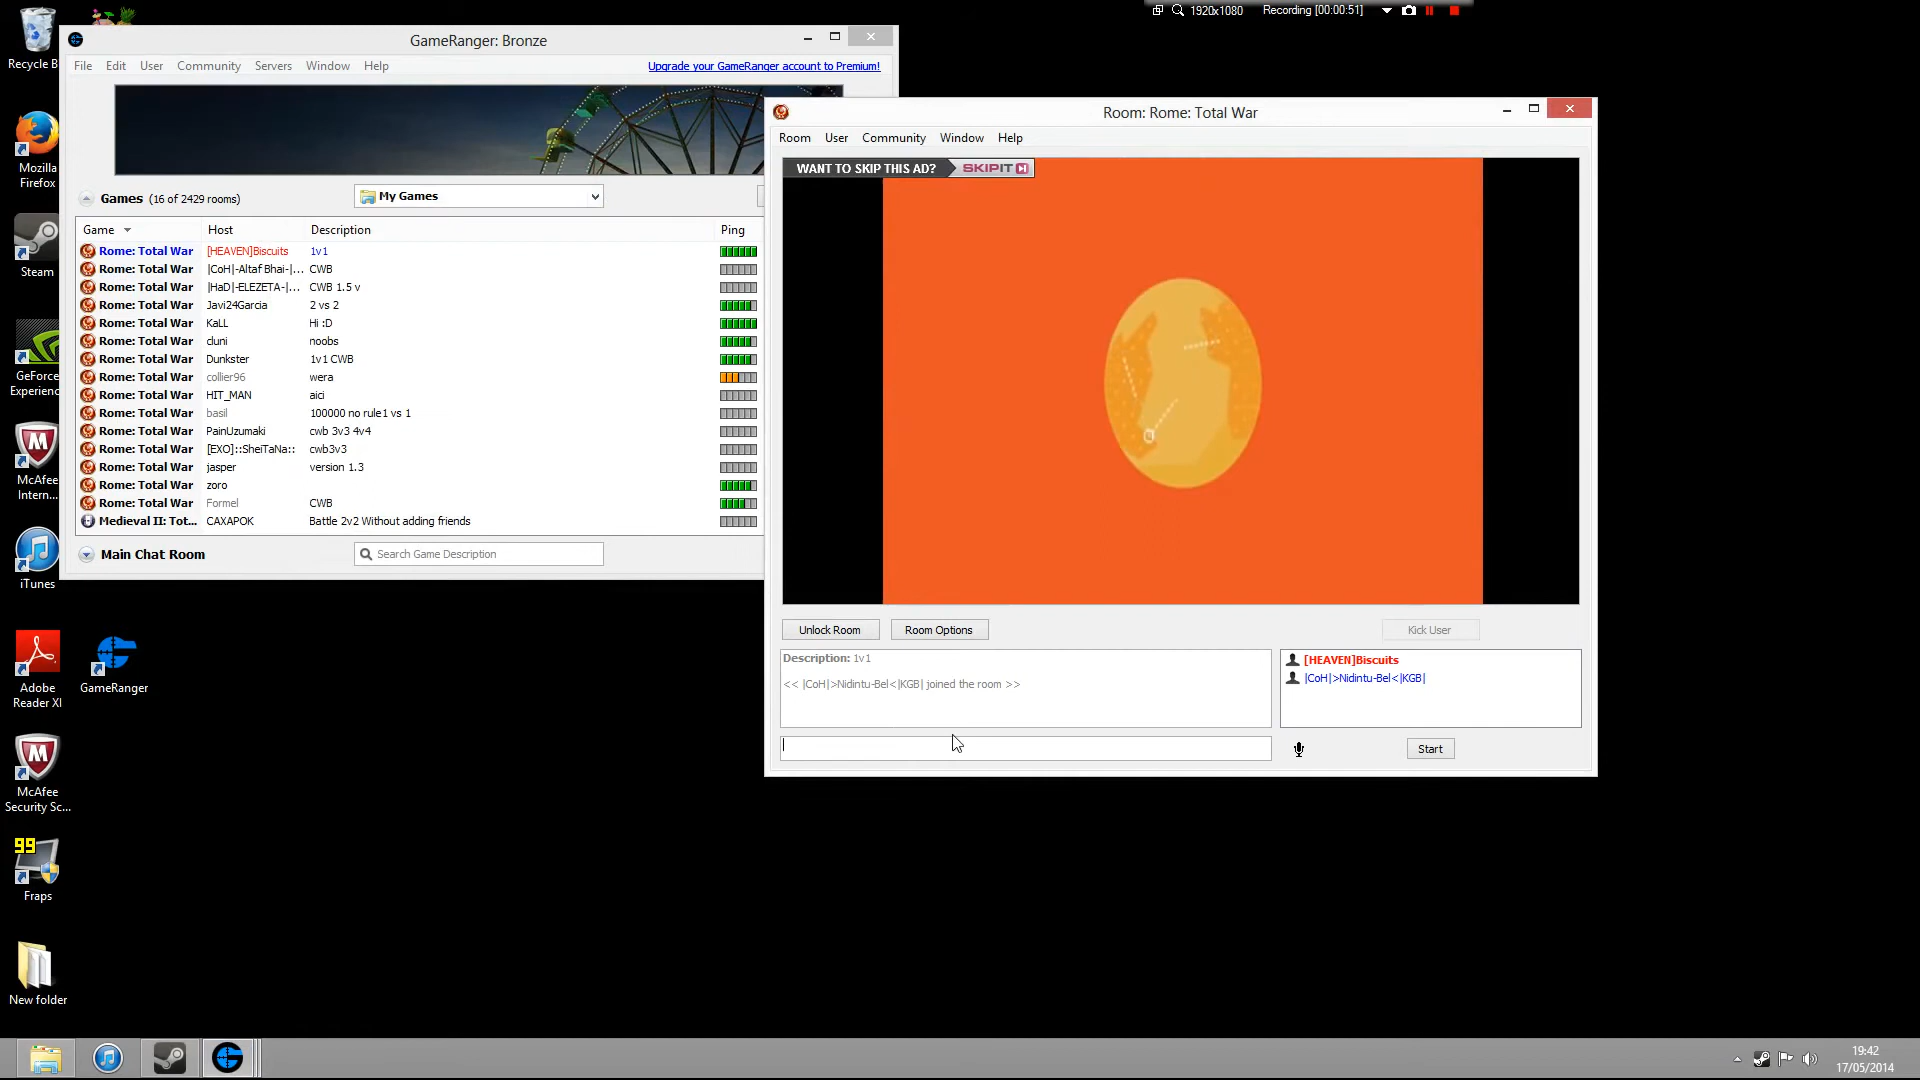 1920x1080 Recording [00:00:51]
Recycle B
GameRanger: Bronze
File Edit User Community Servers Window Help
Upgrade your GameRanger account to Premium!
Games (16 of 2429 rooms)
My Games
Game Host Description Ping
Rome: Total War [HEAVEN]Biscuits 1v1
Rome: Total War |CoH|-Altaf Bhai-|... CWB
Rome: Total War |HaD|-ELEZETA-|... CWB 1.5 v
Rome: Total War Javi24Garcia 2 vs 2
Rome: Total War KaLL Hi :D
Rome: Total War cluni noobs
Rome: Total War Dunkster 1v1 CWB
Rome: Total War collier96 wera
Rome: Total War HIT_MAN aici
Rome: Total War basil 100000 no rule1 vs 1
Rome: Total War PainUzumaki cwb 3v3 4v4
Rome: Total War [EXO]::SheiTaNa:: cwb3v3
Rome: Total War jasper version 1.3
Rome: Total War zoro
Rome: Total War Formel CWB
Medieval II: Tot... CAXAPOK Battle 2v2 Without adding friends
Main Chat Room
Search Game Description
Room: Rome: Total War
Room User Community Window Help
WANT TO SKIP THIS AD? SKIPIT
Unlock Room Room Options Kick User
Description: 1v1
<< |CoH|>Nidintu-Bel<|KGB| joined the room >>
[HEAVEN]Biscuits
|CoH|>Nidintu-Bel<|KGB|
Start
Mozilla
Firefox
Steam
GeForce
Experienc
McAfee
Intern...
iTunes
Adobe
Reader XI
GameRanger
McAfee
Security Sc...
99
Fraps
New folder
19:42
17/05/2014